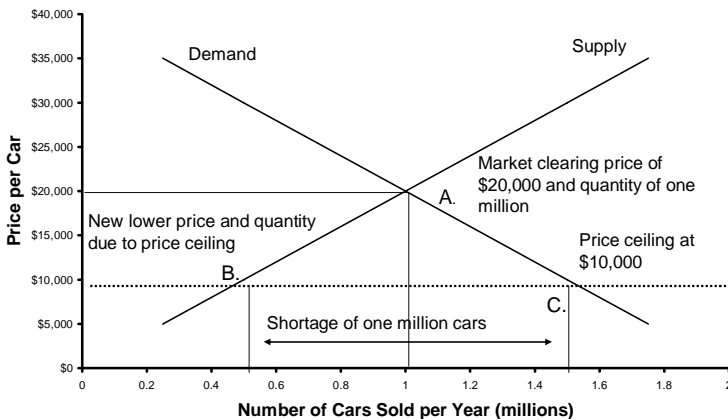 $40,000
$35,000
$30,000
$25,000
$20,000
$15,000
$10,000
$5,000
$0
Price per Car
Demand
Supply
Market clearing price of
$20,000 and quantity of one
million
A.
New lower price and quantity
due to price ceiling
Price ceiling at
$10,000
B.
C.
Shortage of one million cars
0
0.2
0.4
0.6
0.8
1
1.2
1.4
1.6
1.8
2
Number of Cars Sold per Year (millions)